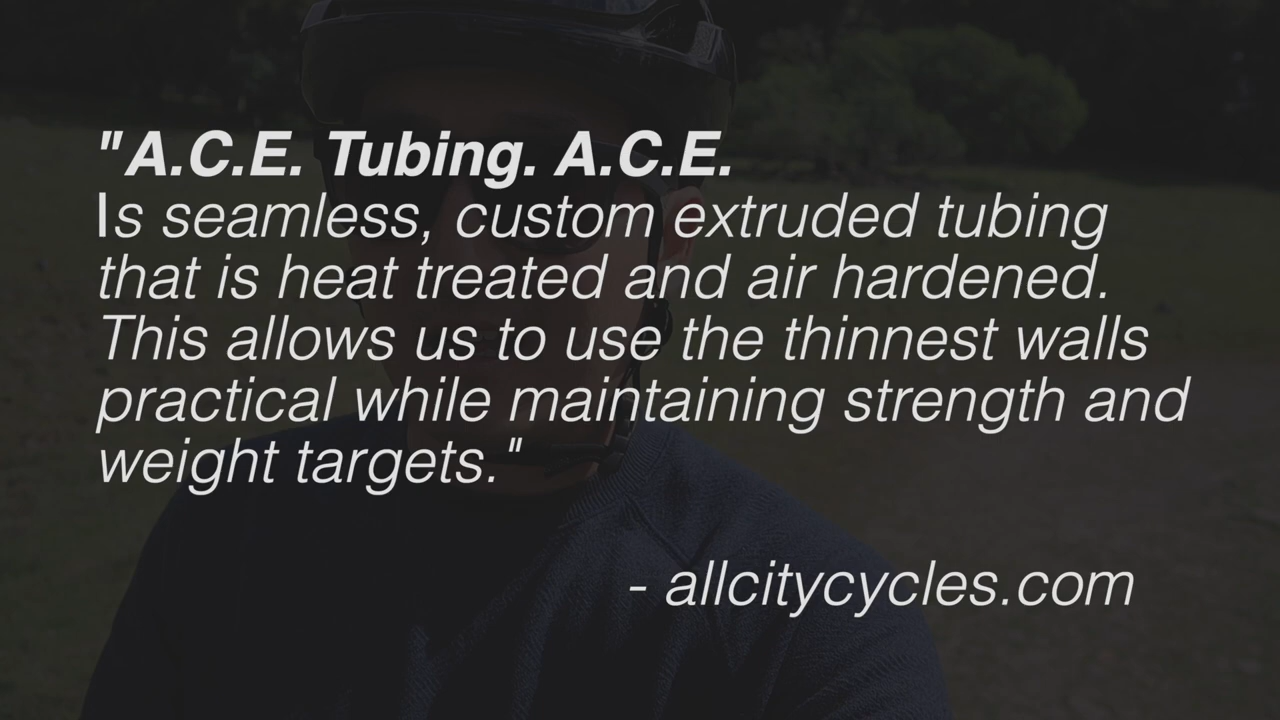 "A.C.E. Tubing. A.C.E.
Is seamless, custom extruded tubing
that is heat treated and air hardened.
This allows us to use the thinnest walls
practical while maintaining strength and
weight targets."
- allcitycycles.com